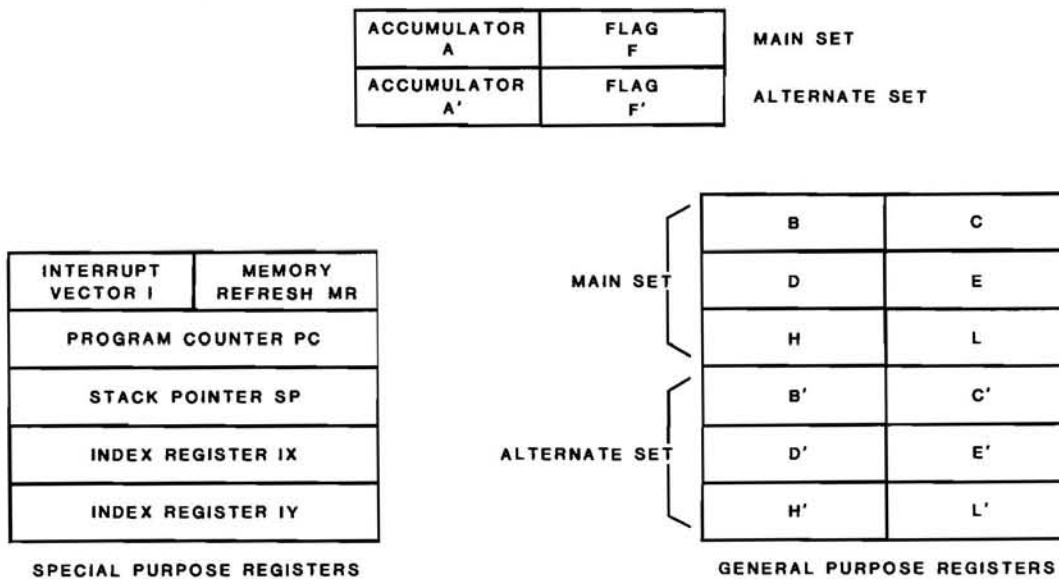 ACCUMULATOR A
FLAG F
MAIN SET
ACCUMULATOR A'
FLAG F'
ALTERNATE SET
INTERRUPT VECTOR I
MEMORY REFRESH MR
PROGRAM COUNTER PC
STACK POINTER SP
INDEX REGISTER IX
INDEX REGISTER IY
SPECIAL PURPOSE REGISTERS
MAIN SET
B
C
D
E
H
L
ALTERNATE SET
B'
C'
D'
E'
H'
L'
GENERAL PURPOSE REGISTERS